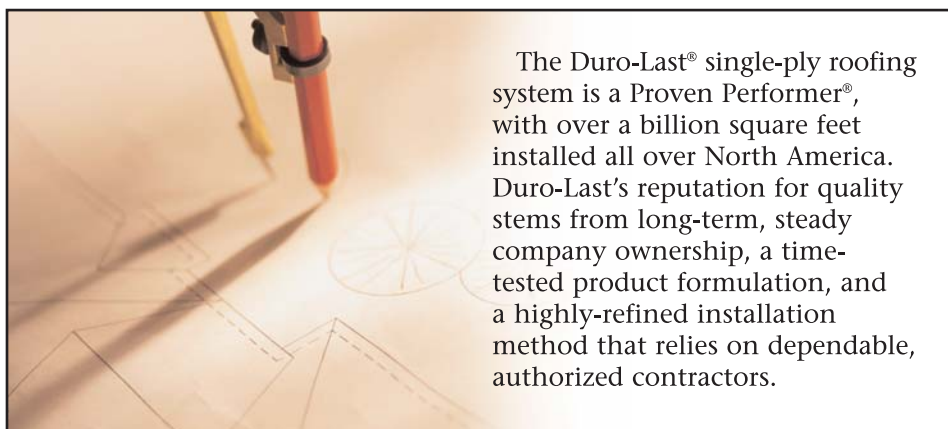 The Duro-Last® single-ply roofing
system is a Proven Performer®,
with over a billion square feet
installed all over North America.
Duro-Last's reputation for quality
stems from long-term, steady
company ownership, a time-
tested product formulation, and
a highly-refined installation
method that relies on dependable,
authorized contractors.